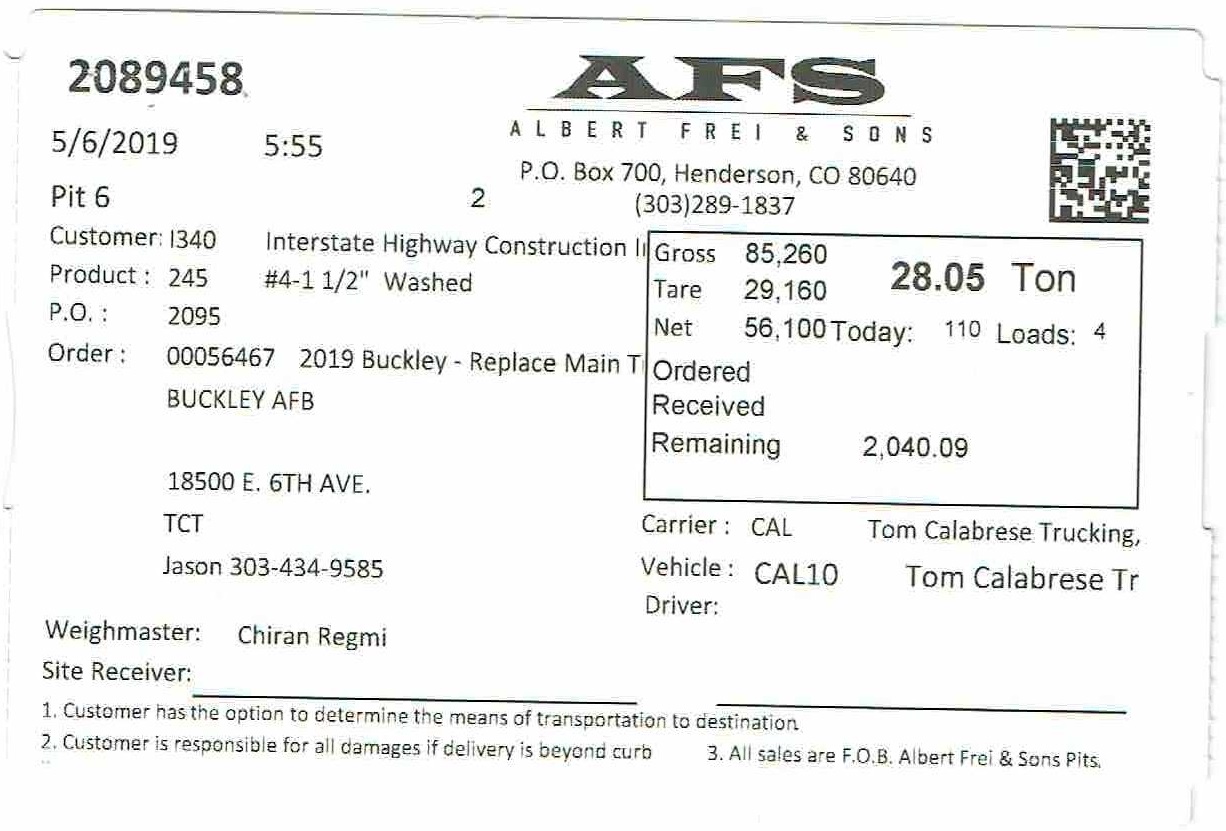 2089458
AFS
ALBERT FREI & SONS
5/6/2019 5:55
P.O. Box 700, Henderson, CO 80640
Pit 6 2 (303)289-1837
Customer: I340 Interstate Highway Construction I
Product : 245 #4-1 1/2" Washed
P.O. : 2095
Order : 00056467 2019 Buckley - Replace Main T
BUCKLEY AFB
18500 E. 6TH AVE.
TCT
Jason 303-434-9585
Gross 85,260 28.05 Ton
Tare 29,160
Net 56,100 Today: 110 Loads: 4
Ordered
Received
Remaining 2,040.09
Carrier : CAL Tom Calabrese Trucking,
Vehicle : CAL10 Tom Calabrese Tr
Driver:
Weighmaster: Chiran Regmi
Site Receiver:
1. Customer has the option to determine the means of transportation to destination.
2. Customer is responsible for all damages if delivery is beyond curb 3. All sales are F.O.B. Albert Frei & Sons Pits.